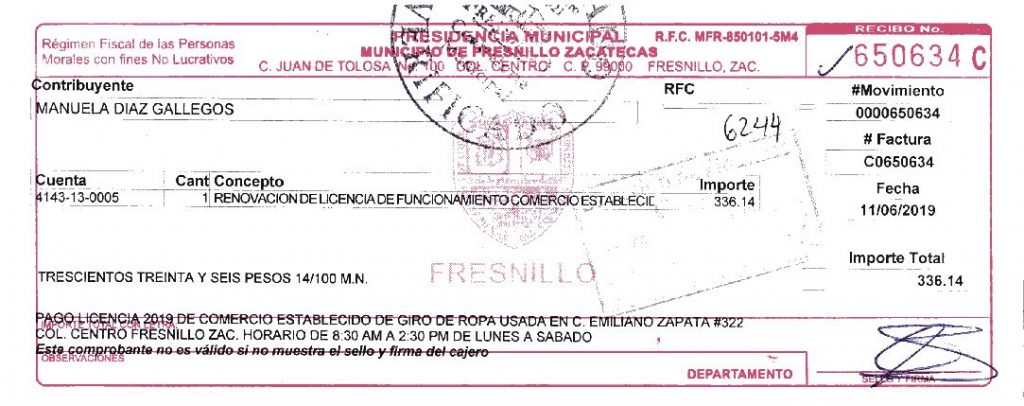 Régimen Fiscal de las Personas
Morales con fines No Lucrativos
PRESIDENCIA MUNICIPAL
R.F.C. MFR-850101-5M4
MUNICIPIO DE FRESNILLO ZACATECAS
C. JUAN DE TOLOSA No. 100 COL. CENTRO C. P. 99000 FRESNILLO, ZAC.
RECIBO No.
650634 C
Contribuyente
RFC
#Movimiento
MANUELA DIAZ GALLEGOS
0000650634
6244
# Factura
C0650634
Cuenta Cant Concepto Importe
Fecha
4143-13-0005 1 RENOVACION DE LICENCIA DE FUNCIONAMIENTO COMERCIO ESTABLECID 336.14
11/06/2019
Importe Total
336.14
FRESNILLO
TRESCIENTOS TREINTA Y SEIS PESOS 14/100 M.N.
PAGO LICENCIA 2019 DE COMERCIO ESTABLECIDO DE GIRO DE ROPA USADA EN C. EMILIANO ZAPATA #322
IMPORTE TOTAL CON LETRA
COL. CENTRO FRESNILLO ZAC. HORARIO DE 8:30 AM A 2:30 PM DE LUNES A SABADO
Este comprobante no es válido si no muestra el sello y firma del cajero
OBSERVACIONES
DEPARTAMENTO
SELLO Y FIRMA